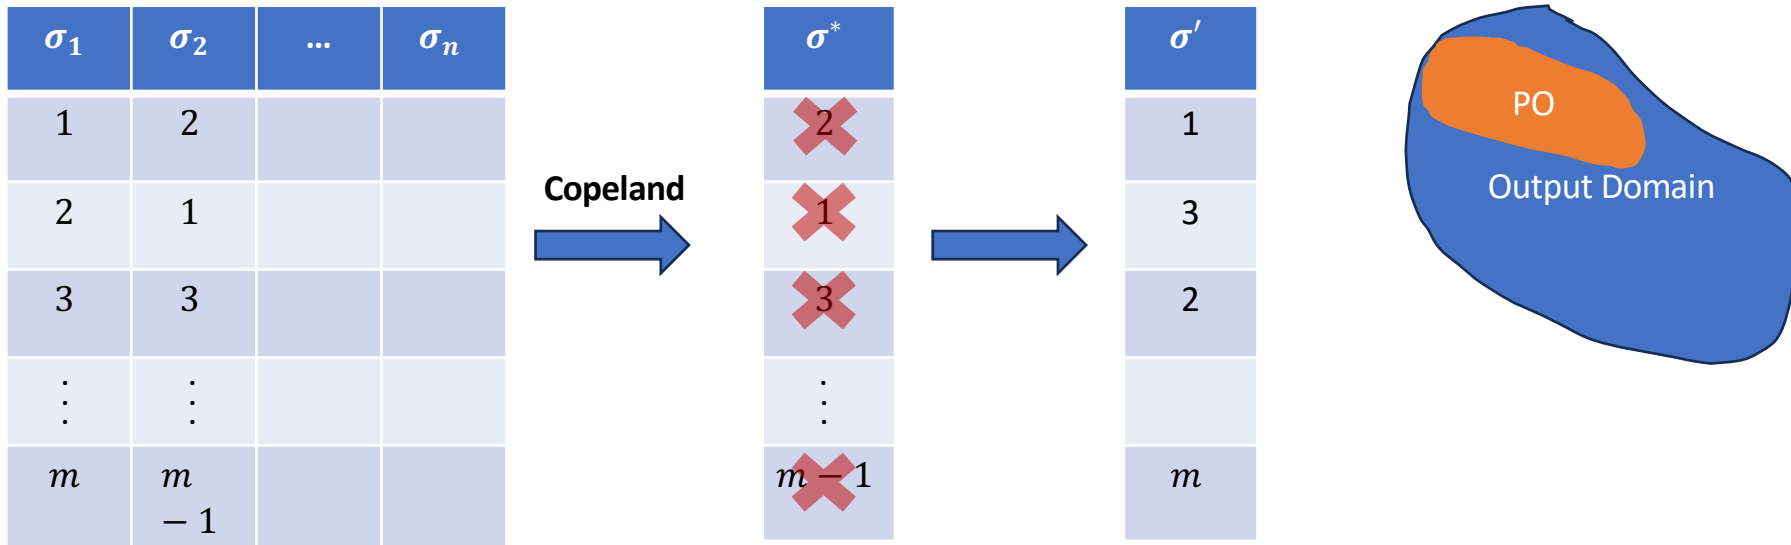 σ₁ σ₂ ... σₙ
1 2
2 1
3 3
⋮ ⋮
m m
− 1
Copeland
σ*
2
1
3
⋮
m − 1
σ′
1
3
2
m
PO
Output Domain